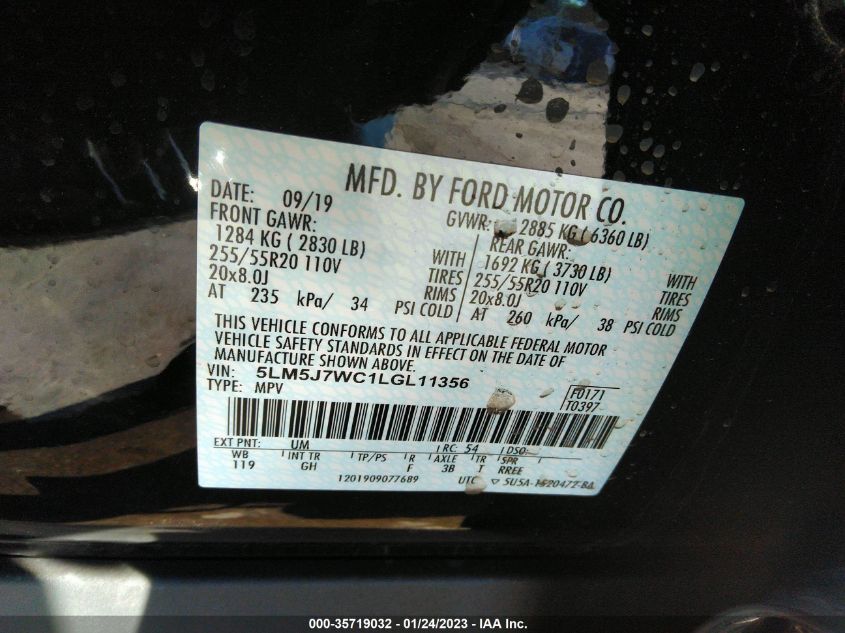 MFD. BY FORD MOTOR CO.
DATE: 09/19
GVWR: 2885 KG ( 6360 LB)
FRONT GAWR:
REAR GAWR:
1284 KG ( 2830 LB)
WITH
1692 KG ( 3730 LB)
WITH
255/55R20 110V
TIRES
255/55R20 110V
TIRES
20x8.0J
RIMS
20x8.0J
RIMS
AT 235 kPa/ 34 PSI COLD
AT 260 kPa/ 38 PSI COLD
THIS VEHICLE CONFORMS TO ALL APPLICABLE FEDERAL MOTOR
VEHICLE SAFETY STANDARDS IN EFFECT ON THE DATE OF
MANUFACTURE SHOWN ABOVE.
VIN: 5LM5J7WC1LGL11356
TYPE: MPV
F0171
T0397
EXT PNT: UM RC: 54 DSO:
WB INT TR TP/PS R AXLE TR SPR
119 GH F 3B T RREE
1201909077689
UTC ▽ 5U5A-1520472-BA
000-35719032 - 01/24/2023 - IAA Inc.